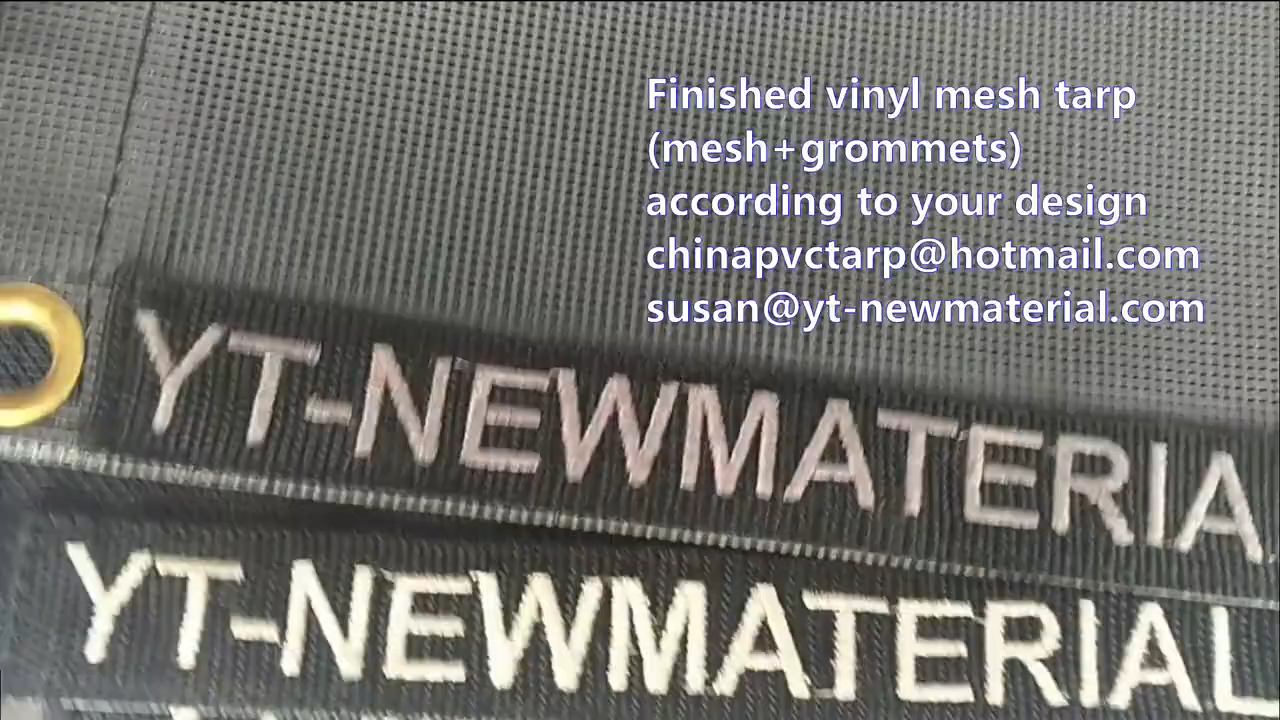 Finished vinyl mesh tarp
(mesh+grommets)
according to your design
chinapvctarp@hotmail.com
susan@yt-newmaterial.com
YT-NEWMATERIA
YT-NEWMATERIAL